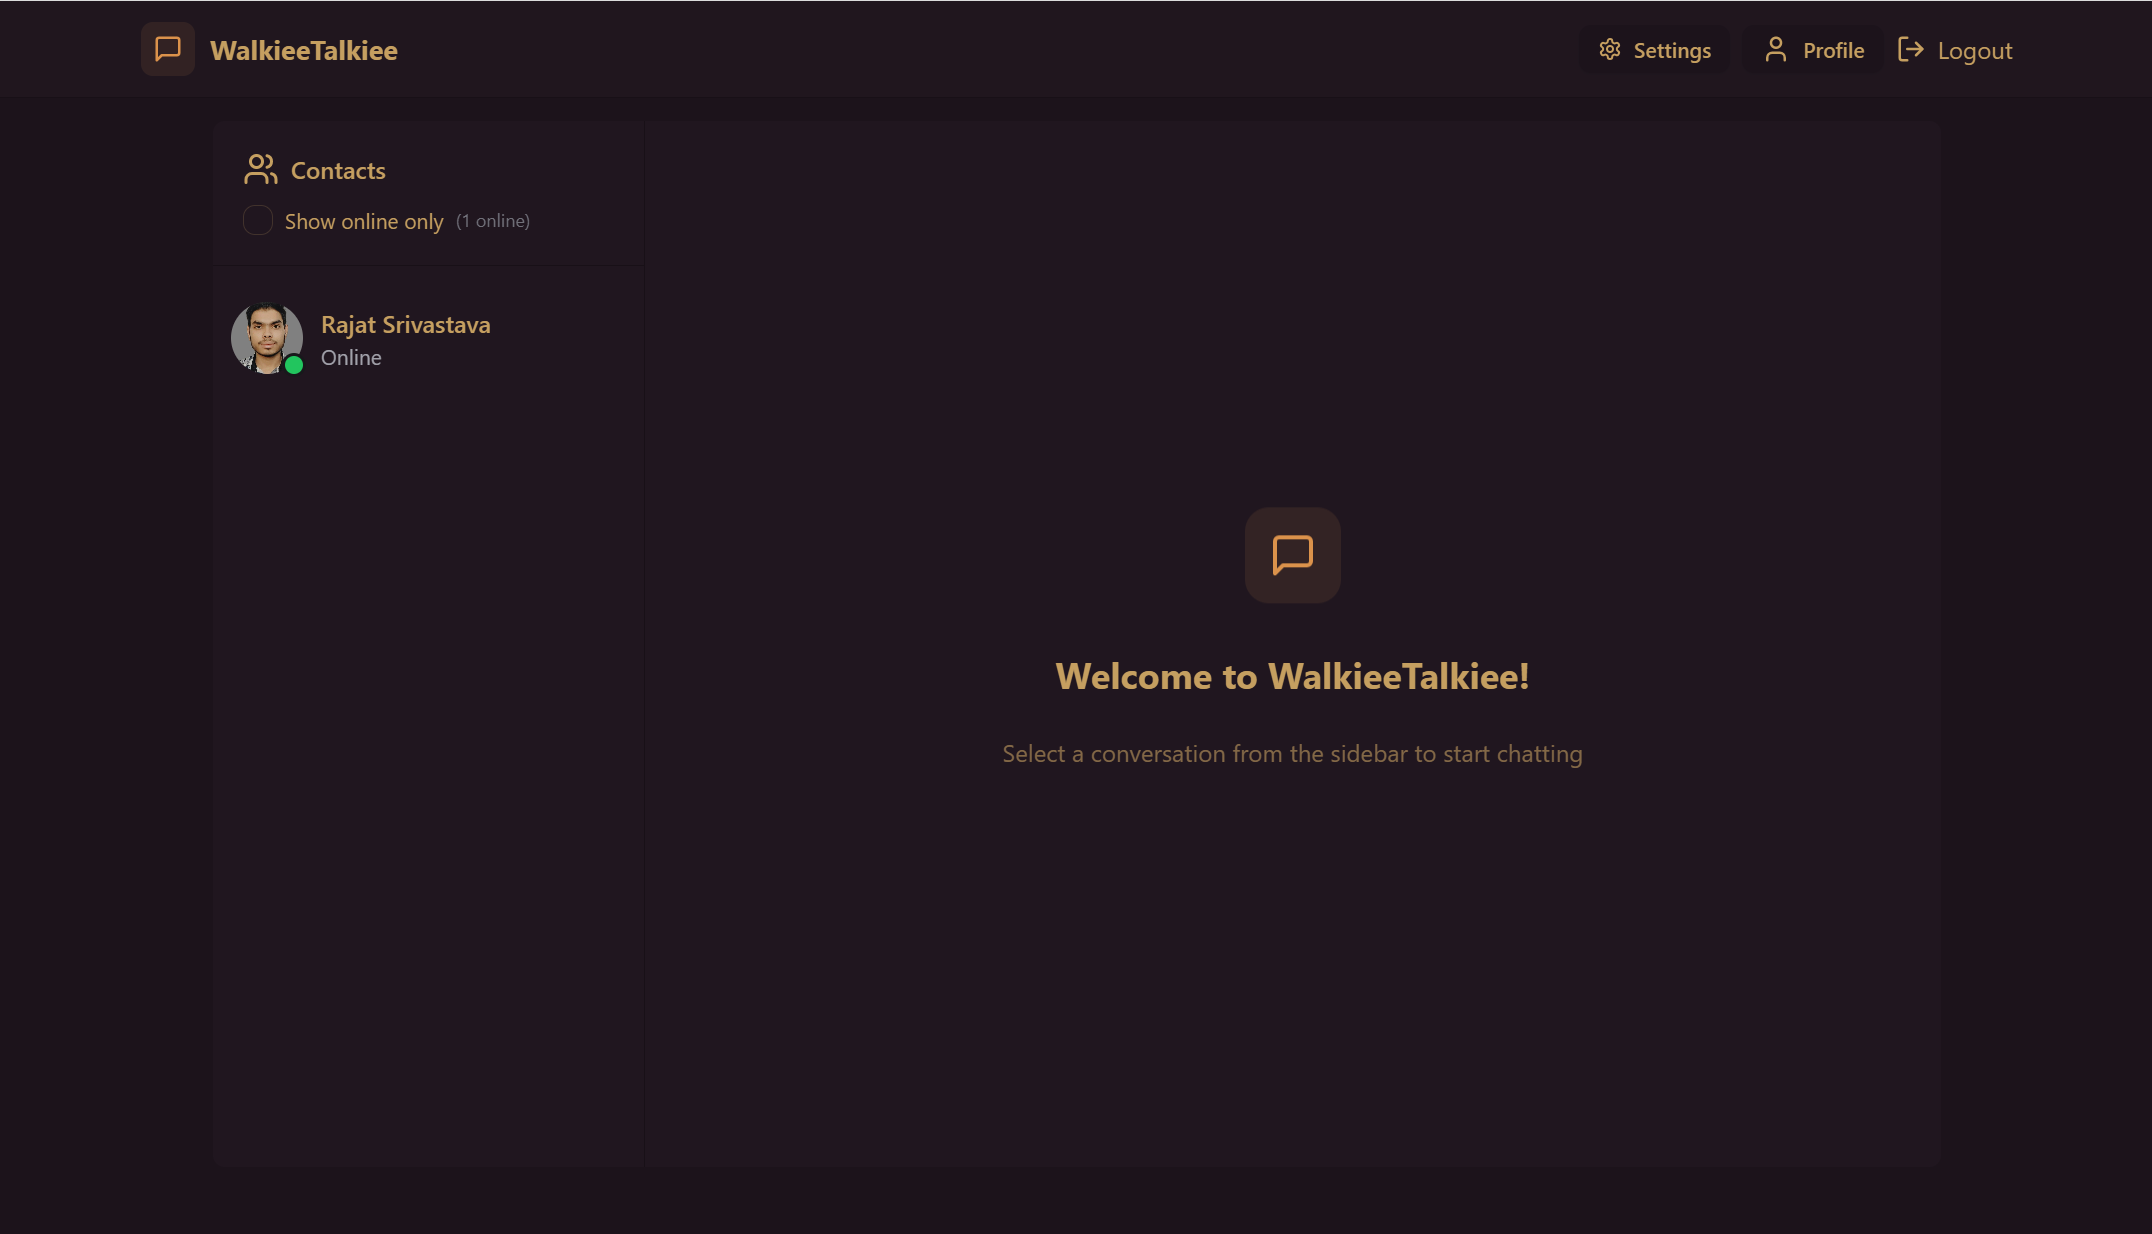 WalkieeTalkiee
Settings
Profile
Logout
Contacts
Show online only (1 online)
Rajat Srivastava
Online
Welcome to WalkieeTalkiee!
Select a conversation from the sidebar to start chatting